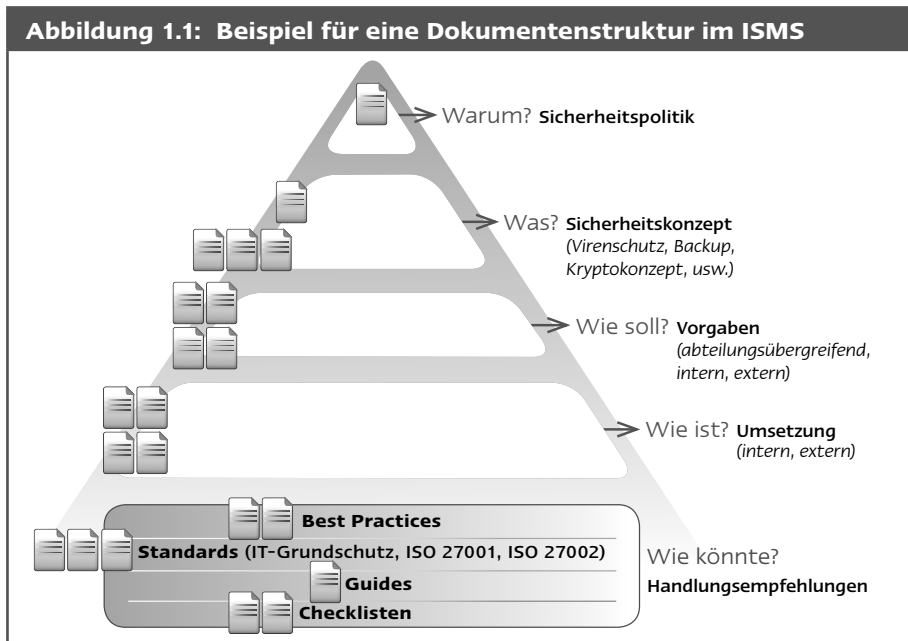 Abbildung 1.1: Beispiel für eine Dokumentenstruktur im ISMS
Warum? Sicherheitspolitik
Was? Sicherheitskonzept
(Virenschutz, Backup,
Kryptokonzept, usw.)
Wie soll? Vorgaben
(abteilungsübergreifend,
intern, extern)
Wie ist? Umsetzung
(intern, extern)
Best Practices
Standards (IT-Grundschutz, ISO 27001, ISO 27002)
Guides
Checklisten
Wie könnte?
Handlungsempfehlungen